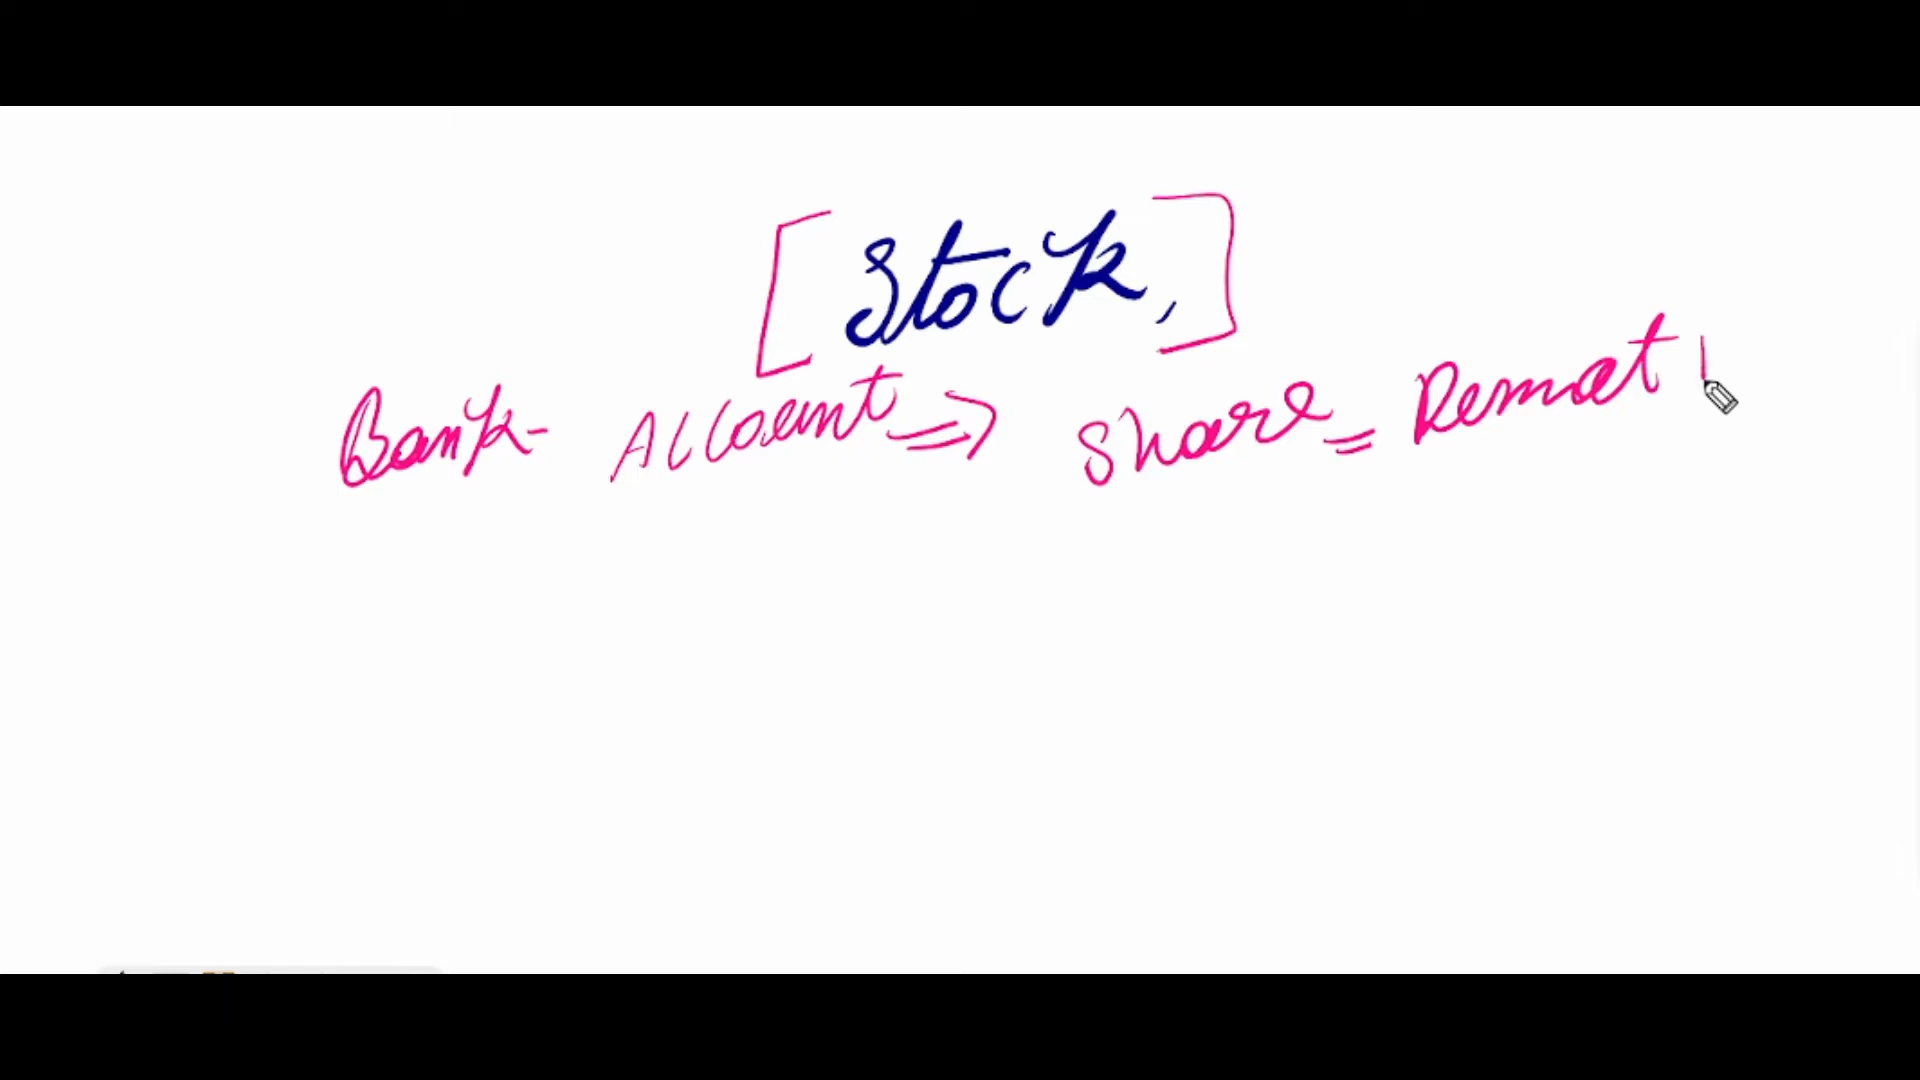 [Stock,]
Bank- Account => Share = Demat